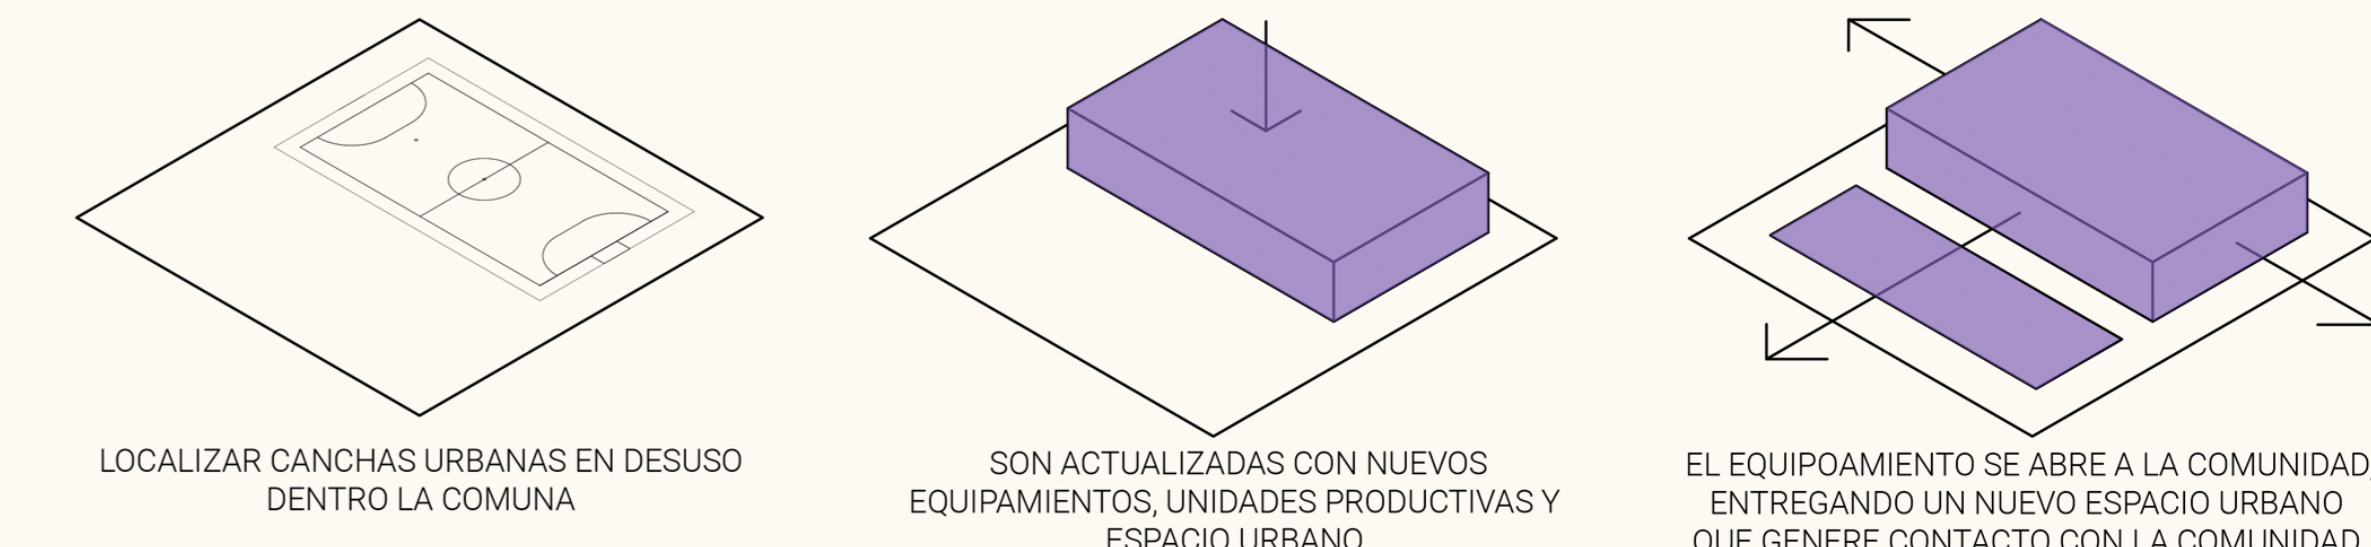 LOCALIZAR CANCHAS URBANAS EN DESUSO
DENTRO LA COMUNA
SON ACTUALIZADAS CON NUEVOS
EQUIPAMIENTOS, UNIDADES PRODUCTIVAS Y
ESPACIO URBANO
EL EQUIPOAMIENTO SE ABRE A LA COMUNIDAD,
ENTREGANDO UN NUEVO ESPACIO URBANO
QUE GENERE CONTACTO CON LA COMUNIDAD